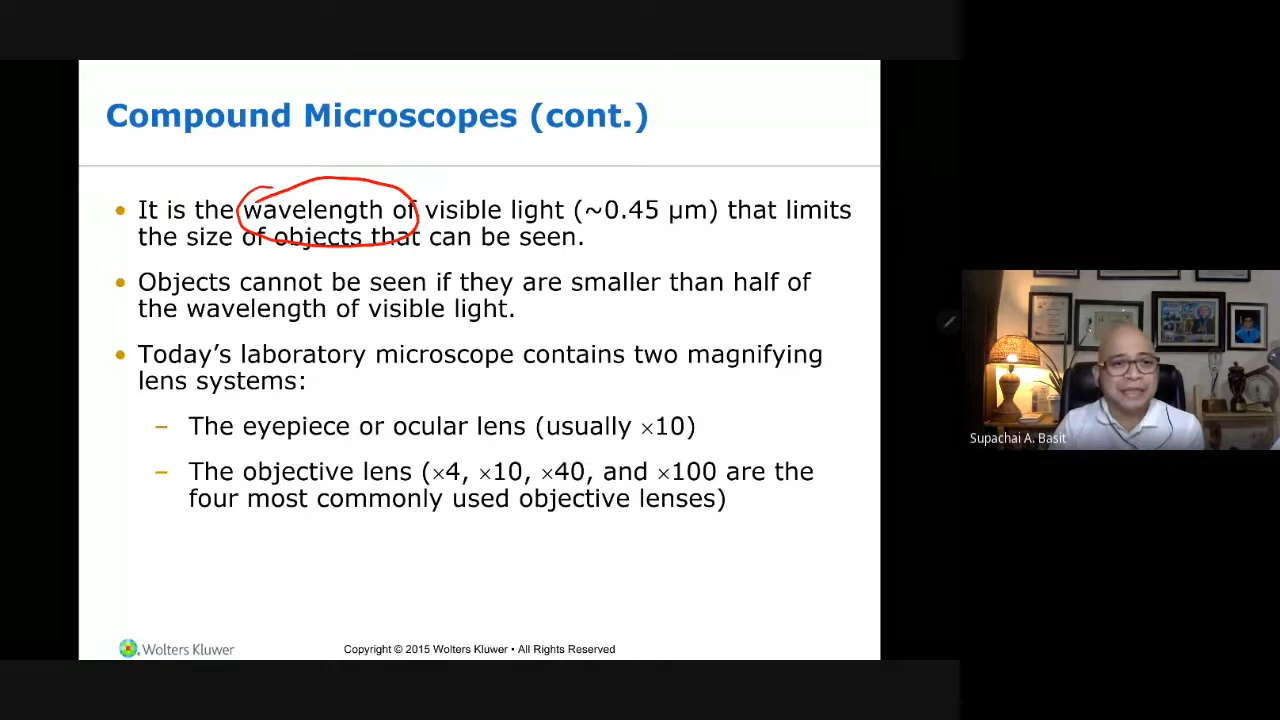 Compound Microscopes (cont.)
• It is the wavelength of visible light (~0.45 μm) that limits
the size of objects that can be seen.
• Objects cannot be seen if they are smaller than half of
the wavelength of visible light.
• Today’s laboratory microscope contains two magnifying
lens systems:
– The eyepiece or ocular lens (usually ×10)
– The objective lens (×4, ×10, ×40, and ×100 are the
four most commonly used objective lenses)
Wolters Kluwer
Copyright © 2015 Wolters Kluwer • All Rights Reserved
Supachai A. Basit